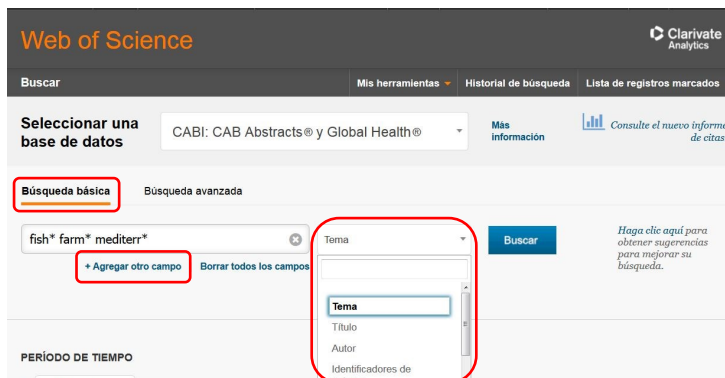 Web of Science
Clarivate
Analytics
Buscar
Mis herramientas
Historial de búsqueda
Lista de registros marcados
Seleccionar una
base de datos
CABI: CAB Abstracts® y Global Health®
Más
información
Consulte el nuevo informe
de citas
Búsqueda básica
Búsqueda avanzada
fish* farm* mediterr*
Tema
Buscar
Haga clic aquí para
obtener sugerencias
para mejorar su
búsqueda.
+ Agregar otro campo
Borrar todos los campos
Tema
Título
Autor
Identificadores de
PERÍODO DE TIEMPO